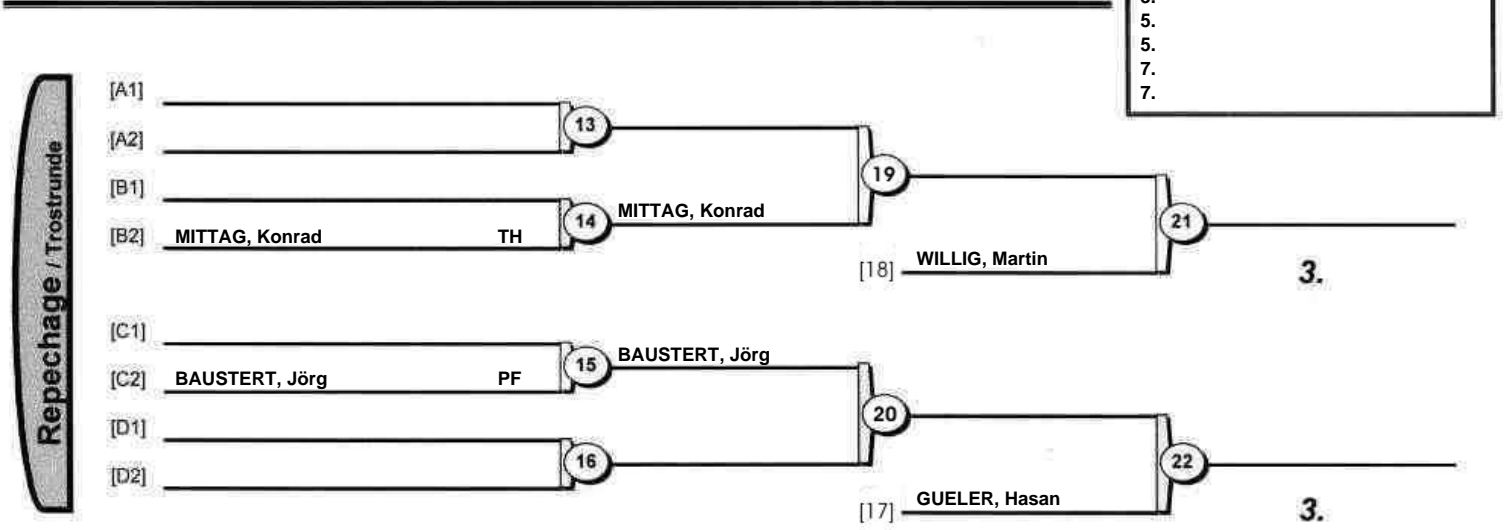 5.
5.
7.
7.
Repechage / Trostrunde
[A1]
13
[A2]
19
[B1]
14 MITTAG, Konrad
21
[B2] MITTAG, Konrad TH
[18] WILLIG, Martin
3.
[C1]
15 BAUSTERT, Jörg
[C2] BAUSTERT, Jörg PF
20
[D1]
16
22
[D2]
[17] GUELER, Hasan
3.